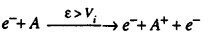 e⁻+A ε>Vᵢ → e⁻+A⁺+e⁻